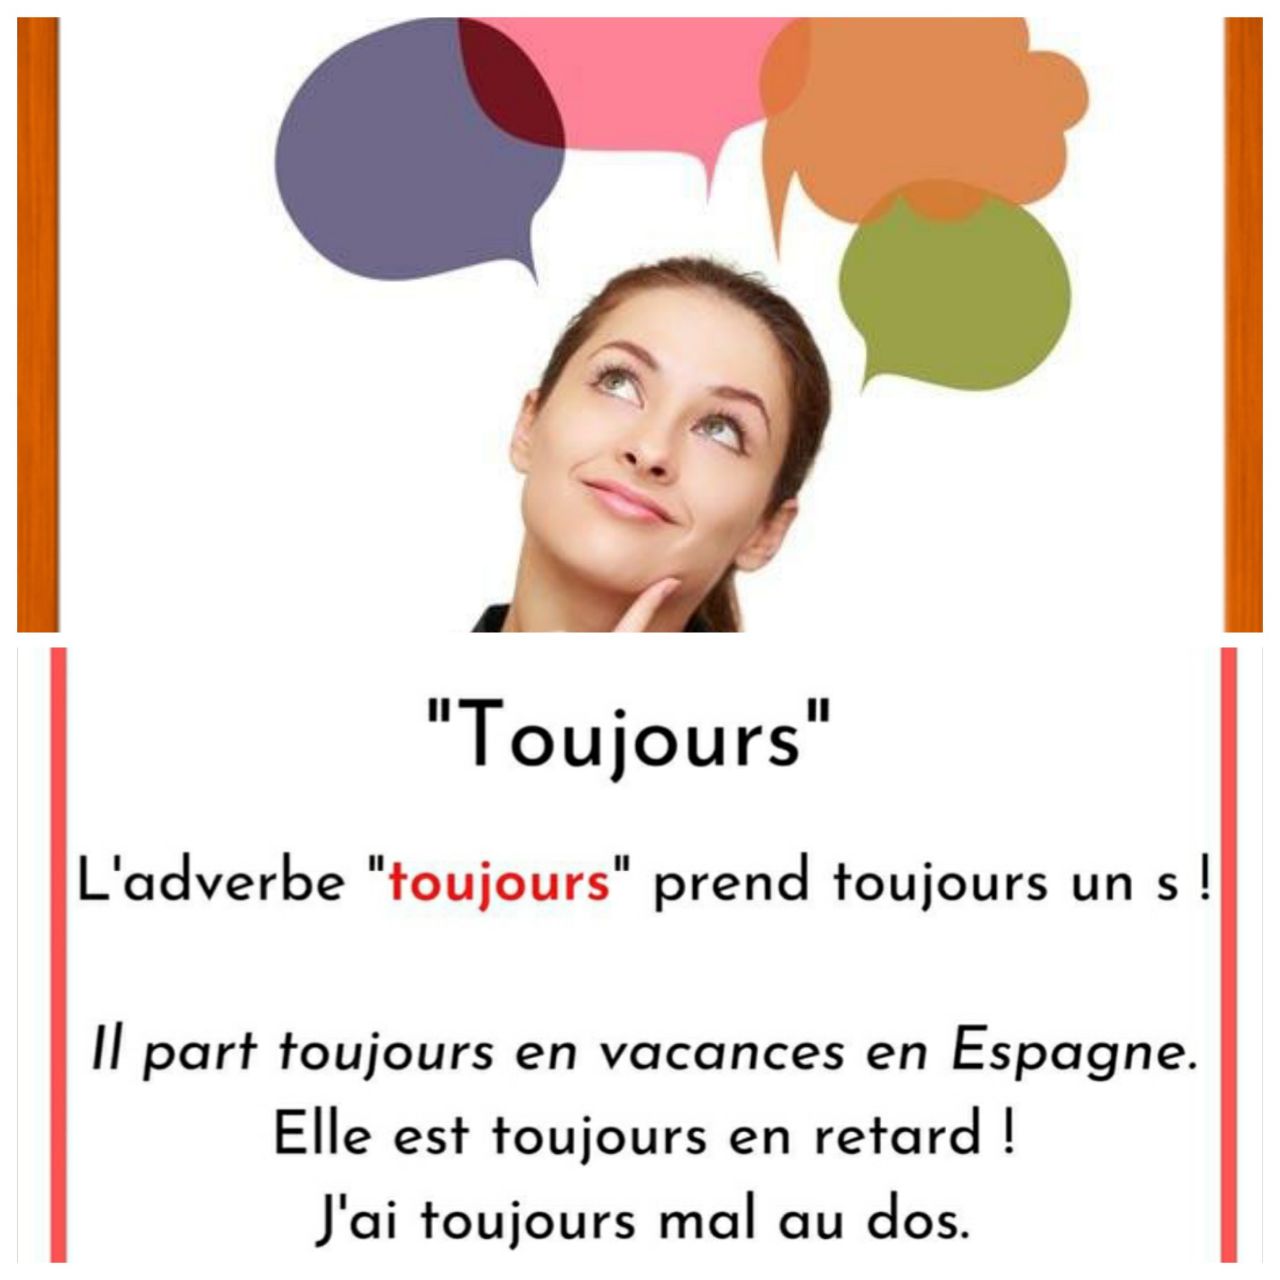 "Toujours"
L'adverbe "toujours" prend toujours un s !
Il part toujours en vacances en Espagne.
Elle est toujours en retard !
J'ai toujours mal au dos.